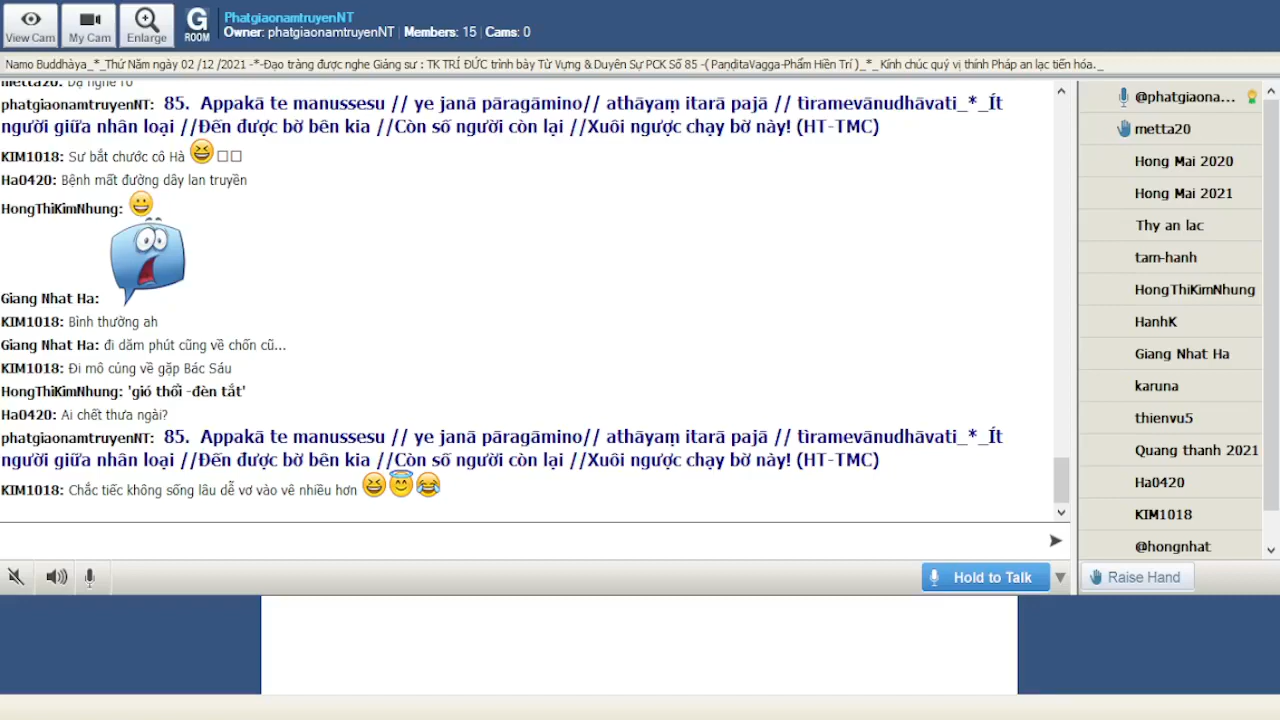 View Cam
My Cam
Enlarge
G
ROOM
PhatgiaonamtruyenNT
Owner: phatgiaonamtruyenNT | Members: 15 | Cams: 0
Namo Buddhàya_*_Thứ Năm ngày 02 /12 /2021 -*-Đạo tràng được nghe Giảng sư : TK TRÍ ĐỨC trình bày Từ Vựng & Duyên Sự PCK Số 85 -( PaṇḍitaVagga-Phẩm Hiền Trí )_*_ Kính chúc quý vị thính Pháp an lạc tiến hóa._
metta20: Dạ nghe rõ
phatgiaonamtruyenNT: 85. Appakā te manussesu // ye janā pāragāmino// athāyaṃ itarā pajā // tìramevānudhāvati_*_Ít
người giữa nhân loại //Đến được bờ bên kia //Còn số người còn lại //Xuôi ngược chạy bờ này! (HT-TMC)
KIM1018: Sư bắt chước cô Hà
Ha0420: Bệnh mất đường dây lan truyền
HongThiKimNhung:
Giang Nhat Ha:
KIM1018: Bình thường ah
Giang Nhat Ha: đi dăm phút cũng về chốn cũ...
KIM1018: Đi mô cúng về gặp Bác Sáu
HongThiKimNhung: 'gió thổi -đèn tắt'
Ha0420: Ai chết thưa ngài?
phatgiaonamtruyenNT: 85. Appakā te manussesu // ye janā pāragāmino// athāyaṃ itarā pajā // tìramevānudhāvati_*_Ít
người giữa nhân loại //Đến được bờ bên kia //Còn số người còn lại //Xuôi ngược chạy bờ này! (HT-TMC)
KIM1018: Chắc tiếc không sống lâu dễ vơ vào vê nhiều hơn
Hold to Talk
@phatgiaona...
metta20
Hong Mai 2020
Hong Mai 2021
Thy an lac
tam-hanh
HongThiKimNhung
HanhK
Giang Nhat Ha
karuna
thienvu5
Quang thanh 2021
Ha0420
KIM1018
@hongnhat
Raise Hand